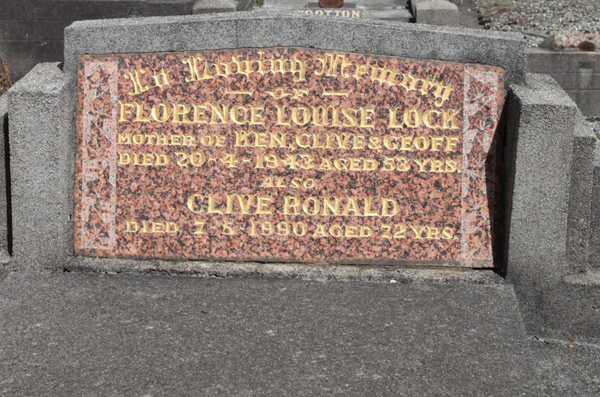 In Loving Memory
— OF —
FLORENCE LOUISE LOCK
MOTHER OF KEN, CLIVE & GEOFF
DIED 20-4-1943 AGED 53 YRS.
ALSO
CLIVE RONALD
DIED 7-5-1990 AGED 72 YRS.